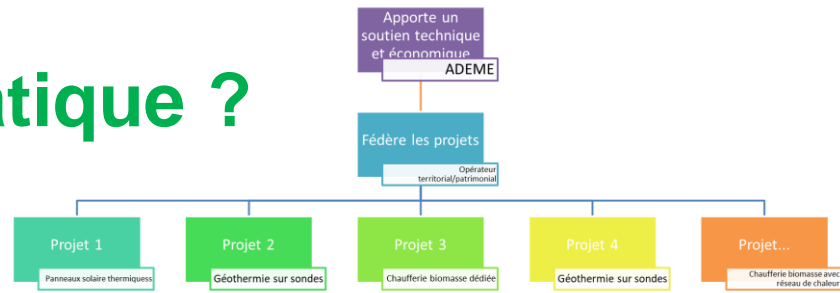 Apporte un
soutien technique
et économique
ADEME
atique ?
Fédère les projets
Opérateur
territorial/patrimonial
Projet 1
Panneaux solaire thermiquess
Projet 2
Géothermie sur sondes
Projet 3
Chaufferie biomasse dédiée
Projet 4
Géothermie sur sondes
Projet...
Chaufferie biomasse avec
réseau de chaleur